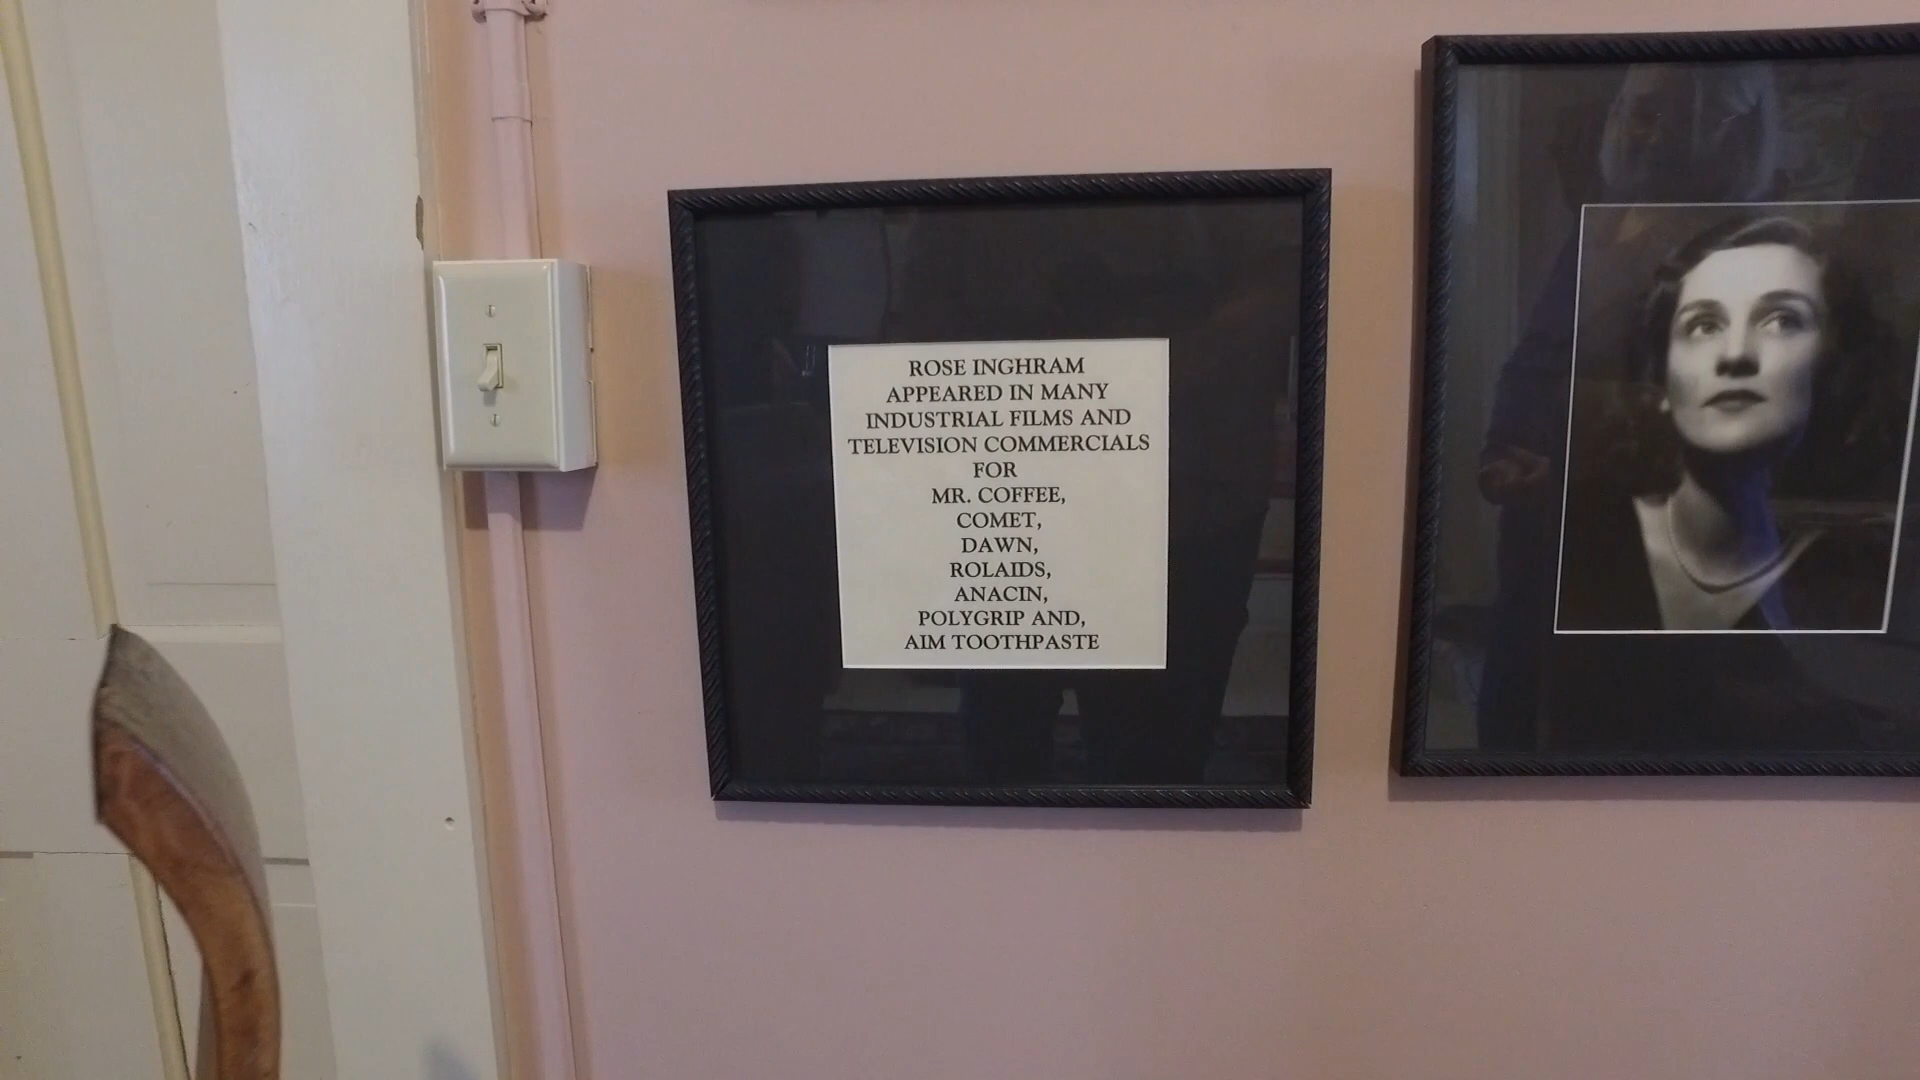 ROSE INGHRAM
APPEARED IN MANY
INDUSTRIAL FILMS AND
TELEVISION COMMERCIALS
FOR
MR. COFFEE,
COMET,
DAWN,
ROLAIDS,
ANACIN,
POLYGRIP AND,
AIM TOOTHPASTE